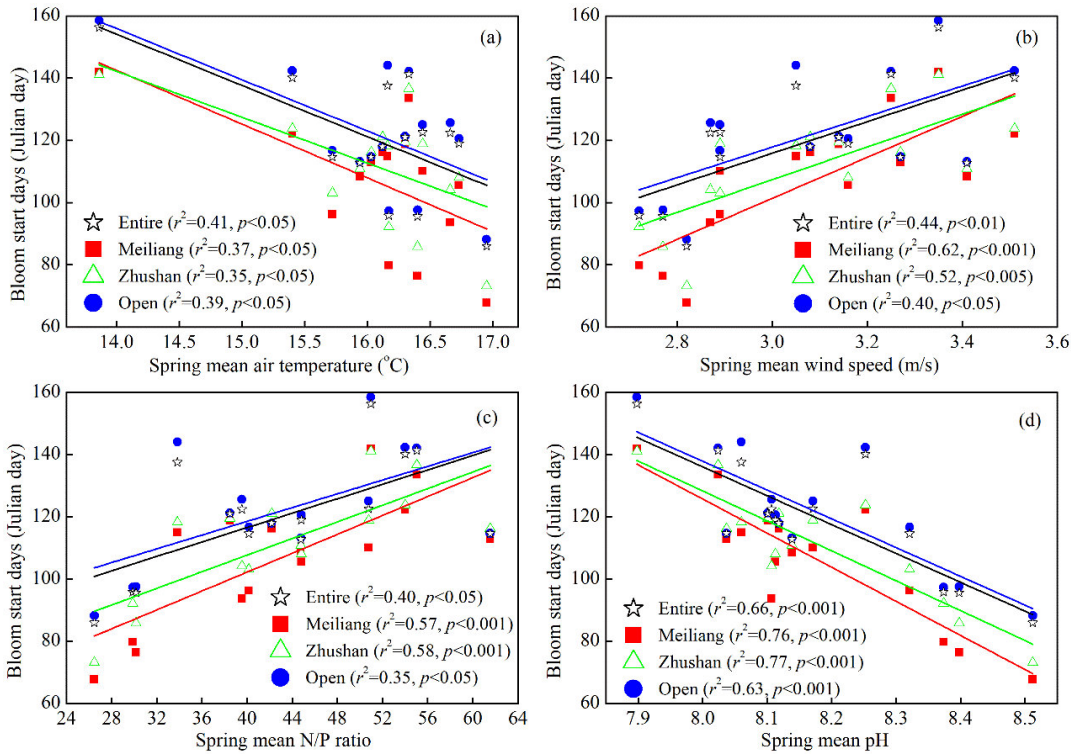 160
140
120
100
80
60
Bloom start days (Julian day)
(a)
Entire (r²=0.41, p<0.05)
Meiliang (r²=0.37, p<0.05)
Zhushan (r²=0.35, p<0.05)
Open (r²=0.39, p<0.05)
14.0 14.5 15.0 15.5 16.0 16.5 17.0
Spring mean air temperature (°C)
160
140
120
100
80
60
Bloom start days (Julian day)
(b)
Entire (r²=0.44, p<0.01)
Meiliang (r²=0.62, p<0.001)
Zhushan (r²=0.52, p<0.005)
Open (r²=0.40, p<0.05)
2.8 3.0 3.2 3.4 3.6
Spring mean wind speed (m/s)
160
140
120
100
80
60
Bloom start days (Julian day)
(c)
Entire (r²=0.40, p<0.05)
Meiliang (r²=0.57, p<0.001)
Zhushan (r²=0.58, p<0.001)
Open (r²=0.35, p<0.05)
24 28 32 36 40 44 48 52 56 60 64
Spring mean N/P ratio
160
140
120
100
80
60
Bloom start days (Julian day)
(d)
Entire (r²=0.66, p<0.001)
Meiliang (r²=0.76, p<0.001)
Zhushan (r²=0.77, p<0.001)
Open (r²=0.63, p<0.001)
7.9 8.0 8.1 8.2 8.3 8.4 8.5
Spring mean pH